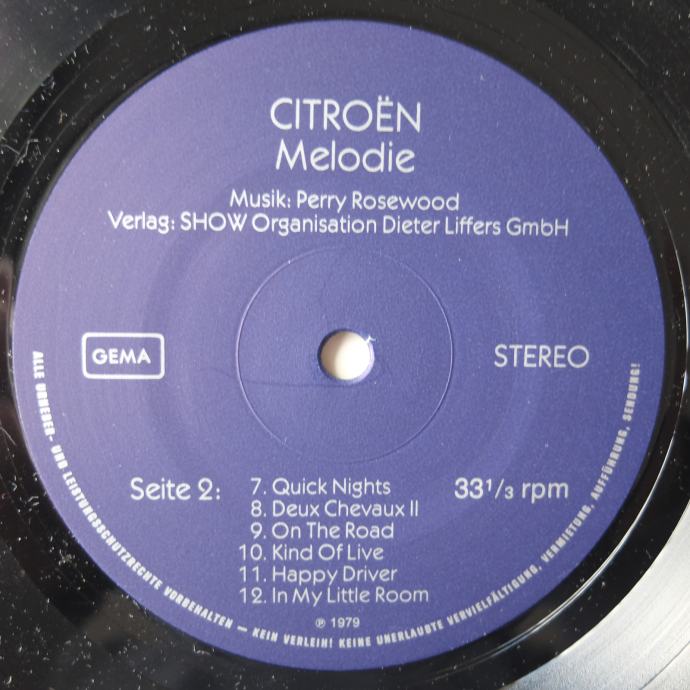 CITROËN
Melodie
Musik: Perry Rosewood
Verlag: SHOW Organisation Dieter Liffers GmbH
GEMA
STEREO
Seite 2:
33 1/3 rpm
7. Quick Nights
8. Deux Chevaux II
9. On The Road
10. Kind Of Live
11. Happy Driver
12. In My Little Room
℗ 1979
ALLE URHEBER- UND LEISTUNGSSCHUTZRECHTE VORBEHALTEN – KEIN VERLEIH! KEINE UNERLAUBTE VERVIELFÄLTIGUNG, VERMIETUNG, AUFFÜHRUNG, SENDUNG!